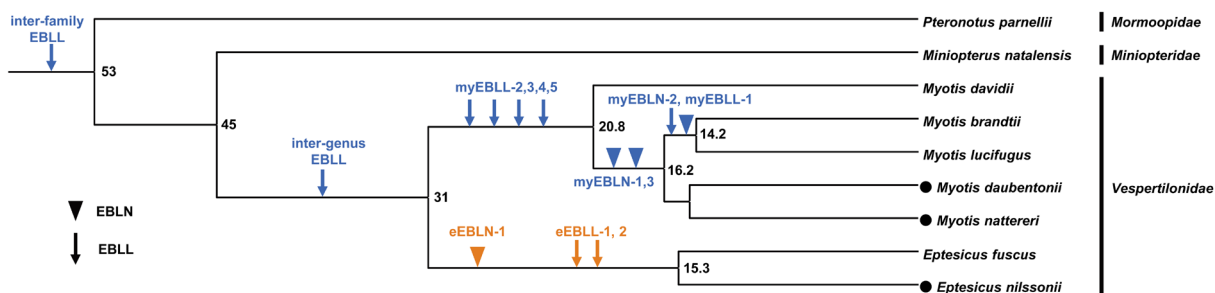 inter-family
EBLL
Pteronotus parnellii
Mormoopidae
53
Miniopterus natalensis
Miniopteridae
myEBLL-2,3,4,5
Myotis davidii
myEBLN-2, myEBLL-1
Myotis brandtii
45
20.8
14.2
inter-genus
EBLL
Myotis lucifugus
16.2
myEBLN-1,3
Myotis daubentonii
Vespertilonidae
31
EBLN
Myotis nattereri
eEBLN-1
eEBLL-1, 2
EBLL
Eptesicus fuscus
15.3
Eptesicus nilssonii